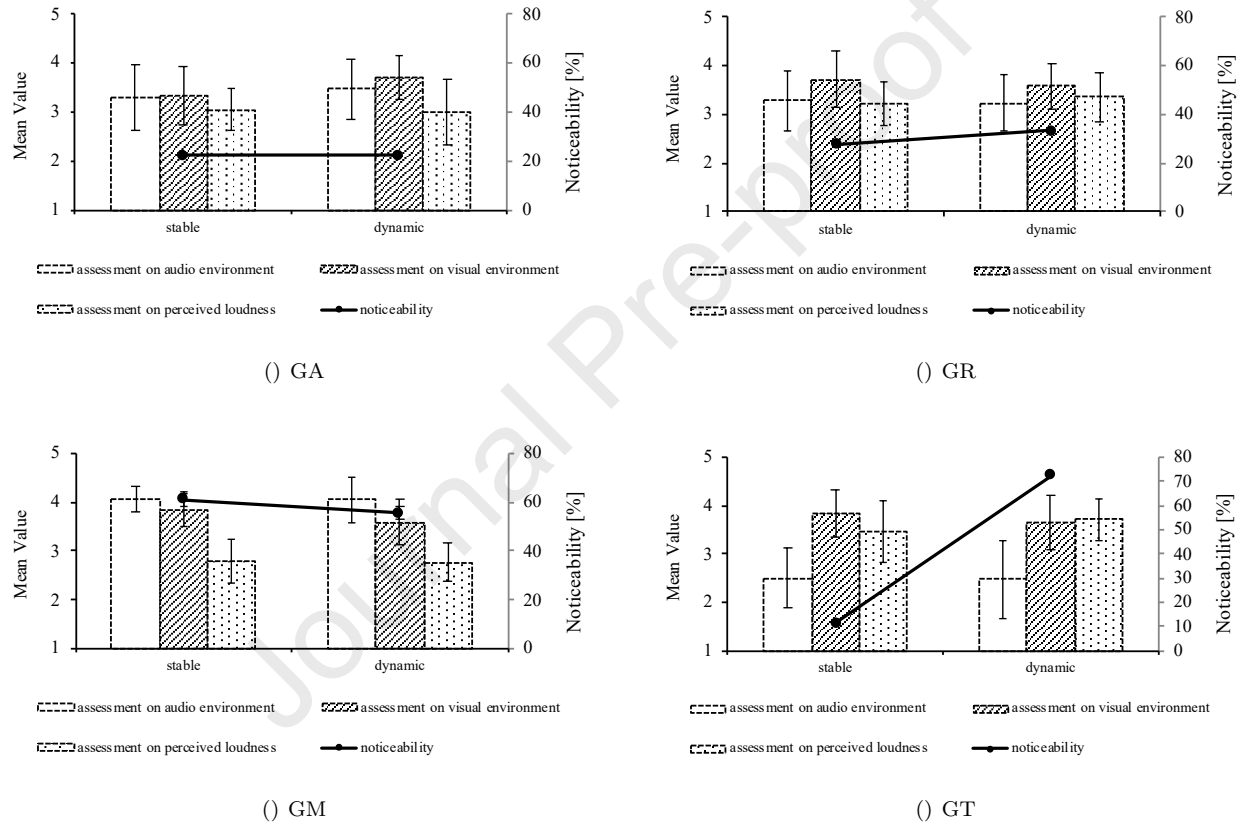 5
4
3
2
1
Mean Value
80
60
40
20
0
Noticeability [%]
stable
dynamic
assessment on audio environment
assessment on visual environment
assessment on perceived loudness
noticeability
() GA
5
4
3
2
1
Mean Value
80
60
40
20
0
Noticeability [%]
stable
dynamic
assessment on audio environment
assessment on visual environment
assessment on perceived loudness
noticeability
() GR
5
4
3
2
1
Mean Value
80
60
40
20
0
Noticeability [%]
stable
dynamic
assessment on audio environment
assessment on visual environment
assessment on perceived loudness
noticeability
() GM
5
4
3
2
1
Mean Value
80
70
60
50
40
30
20
10
0
Noticeability [%]
stable
dynamic
assessment on audio environment
assessment on visual environment
assessment on perceived loudness
noticeability
() GT
Journal Pre-proof